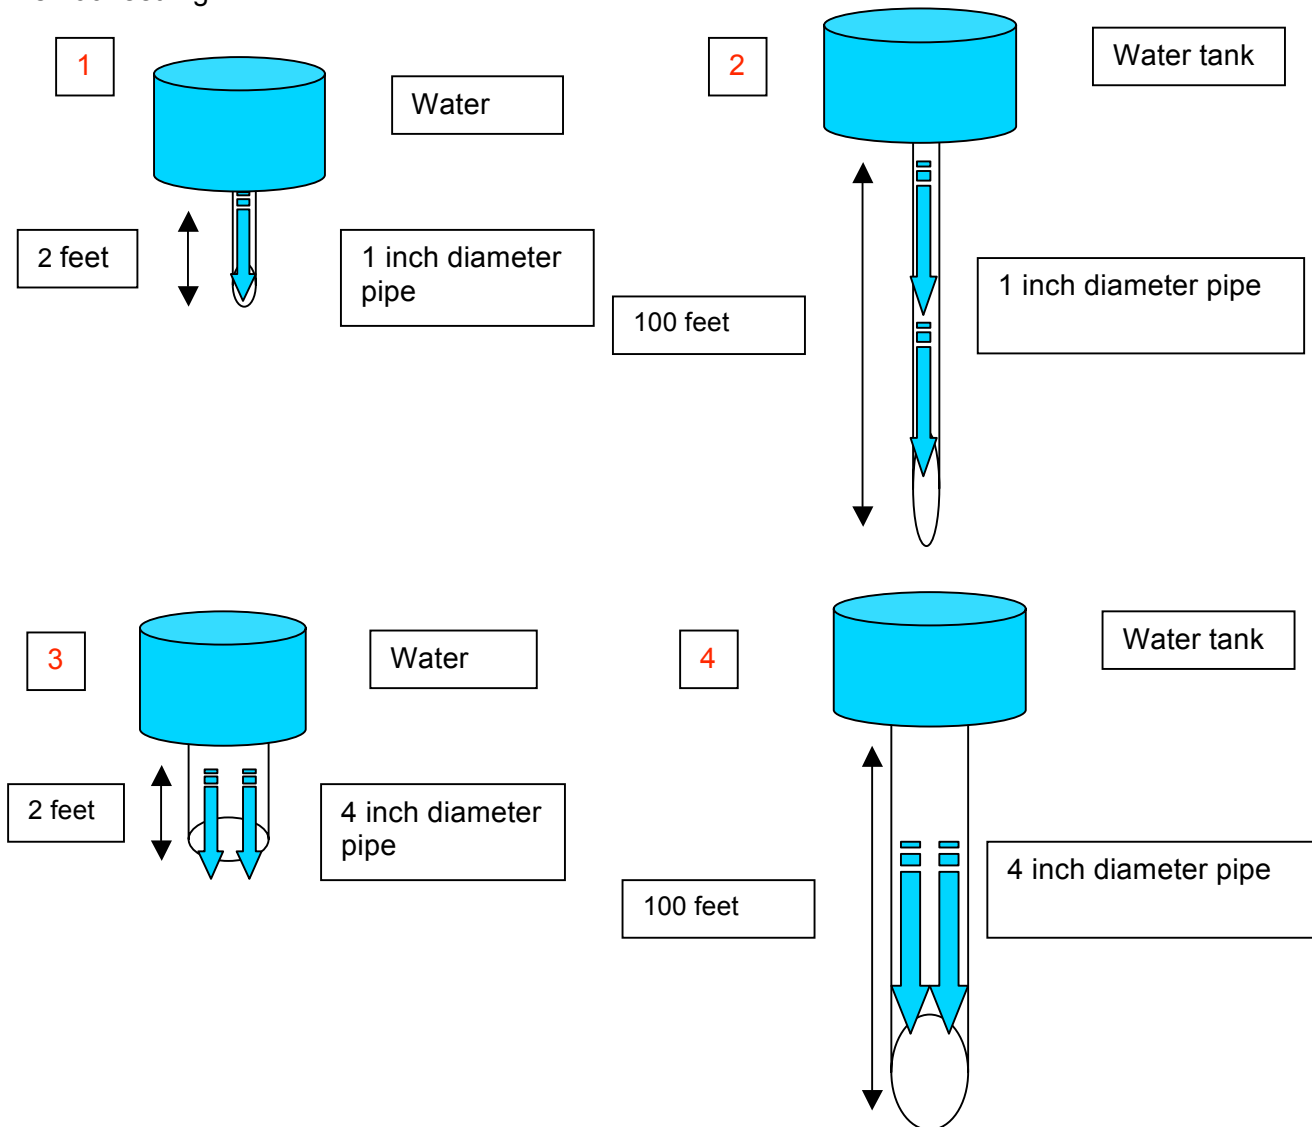 1
Water
2 feet
1 inch diameter
pipe
2
Water tank
100 feet
1 inch diameter pipe
3
Water
2 feet
4 inch diameter
pipe
4
Water tank
100 feet
4 inch diameter pipe